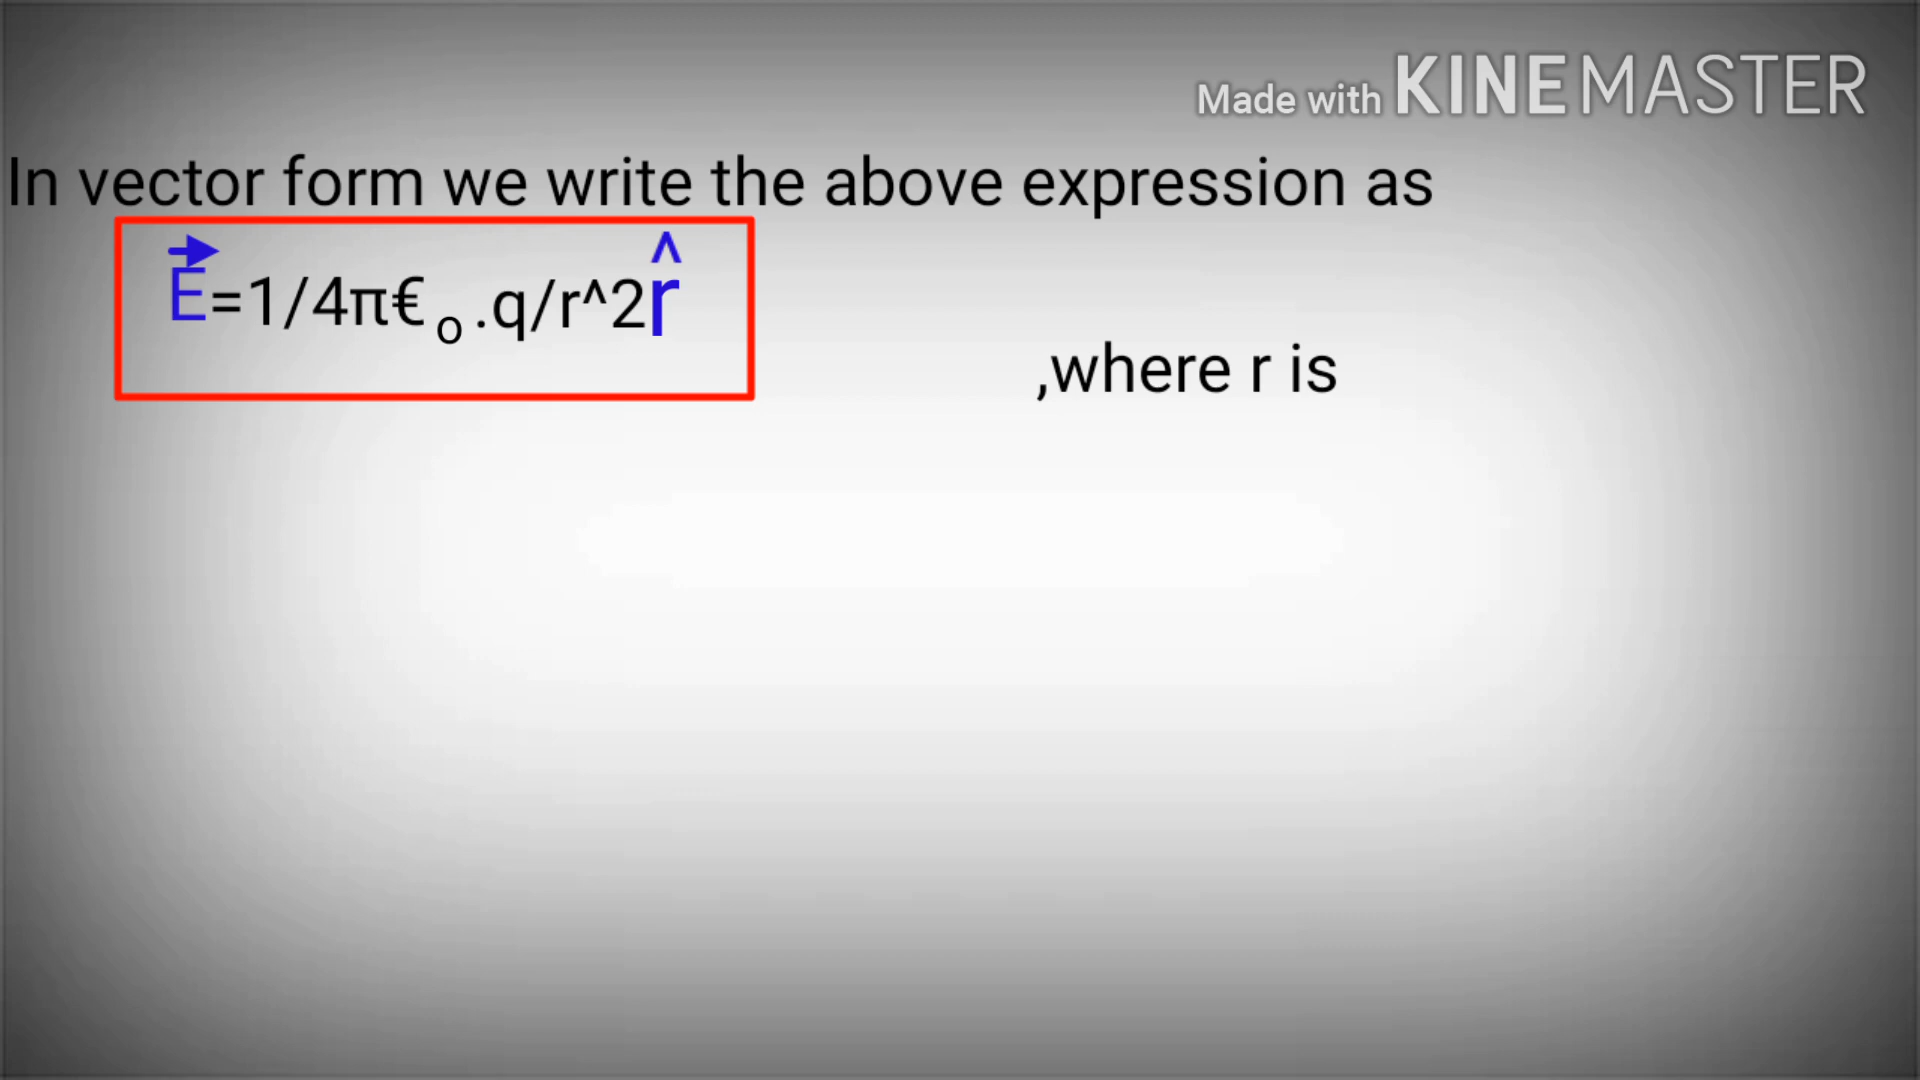 Made with KINEMASTER
In vector form we write the above expression as
E=1/4π€o.q/r^2r̂
,where r is